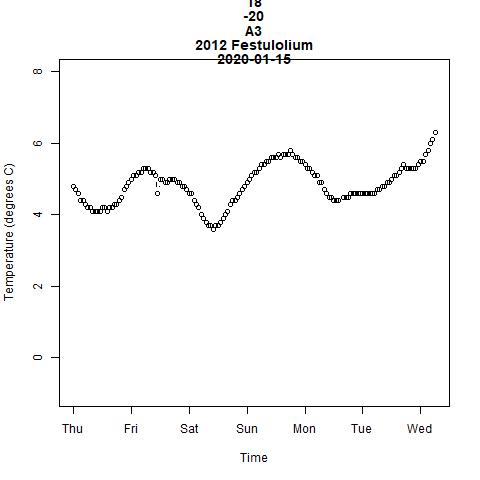 18
-20
A3
2012 Festulolium
2020-01-15
Temperature (degrees C)
8
6
4
2
0
Thu Fri Sat Sun Mon Tue Wed
Time